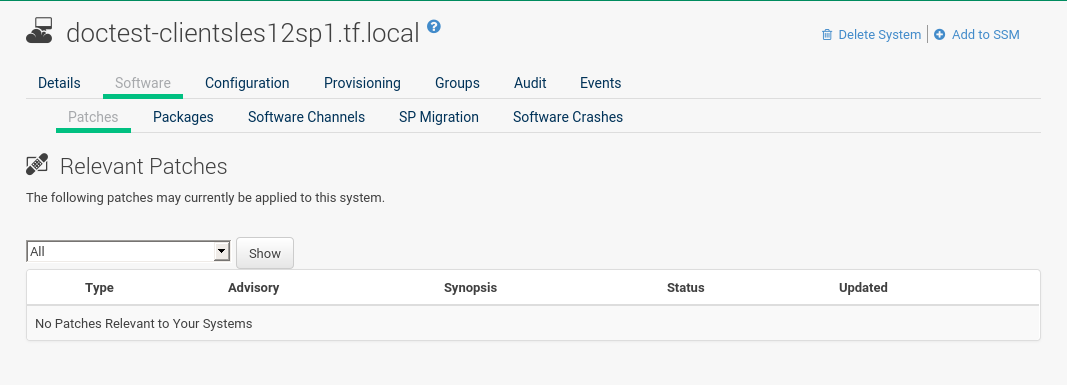 doctest-clientsles12sp1.tf.local ?
Delete System | Add to SSM
Details Software Configuration Provisioning Groups Audit Events
Patches Packages Software Channels SP Migration Software Crashes
Relevant Patches
The following patches may currently be applied to this system.
All Show
Type Advisory Synopsis Status Updated
No Patches Relevant to Your Systems